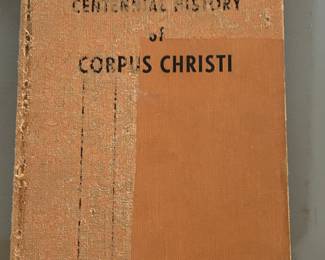 CENTENNIAL HISTORY
of
CORPUS CHRISTI